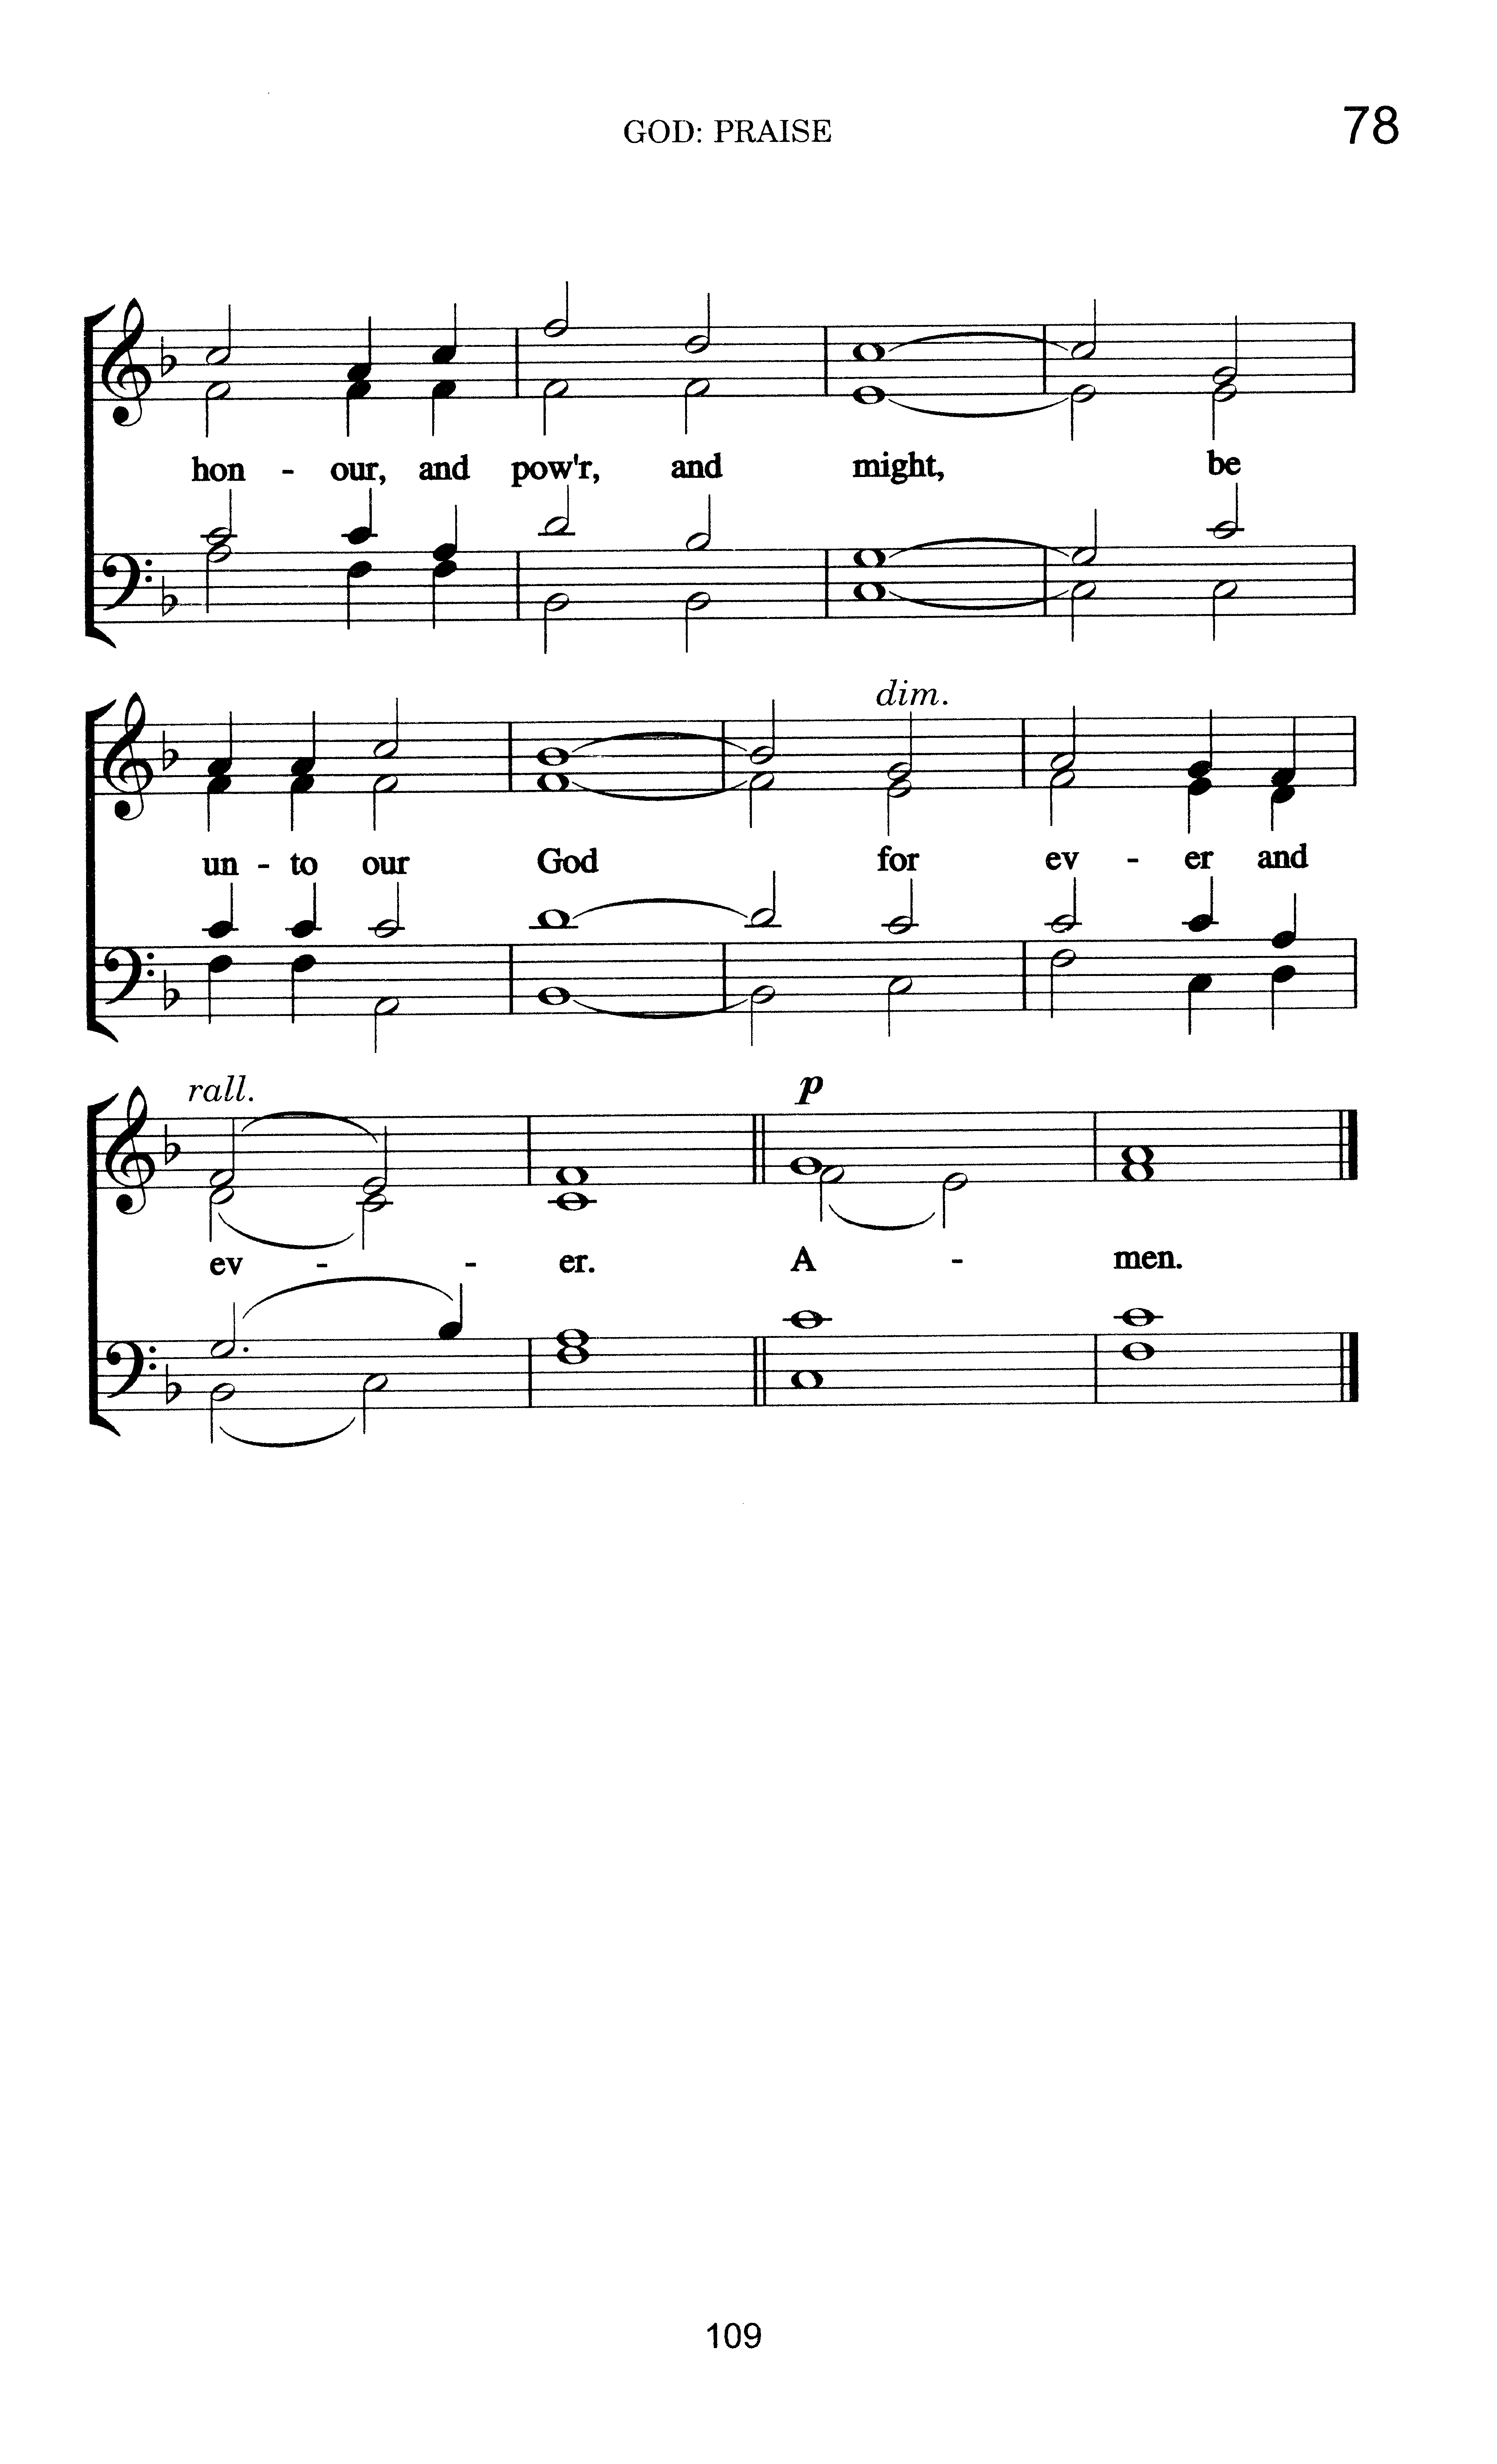 GOD: PRAISE 78
hon - our, and pow'r, and might, be
dim.
un - to our God for ev - er and
rall. p
ev - - er. A - men.
109